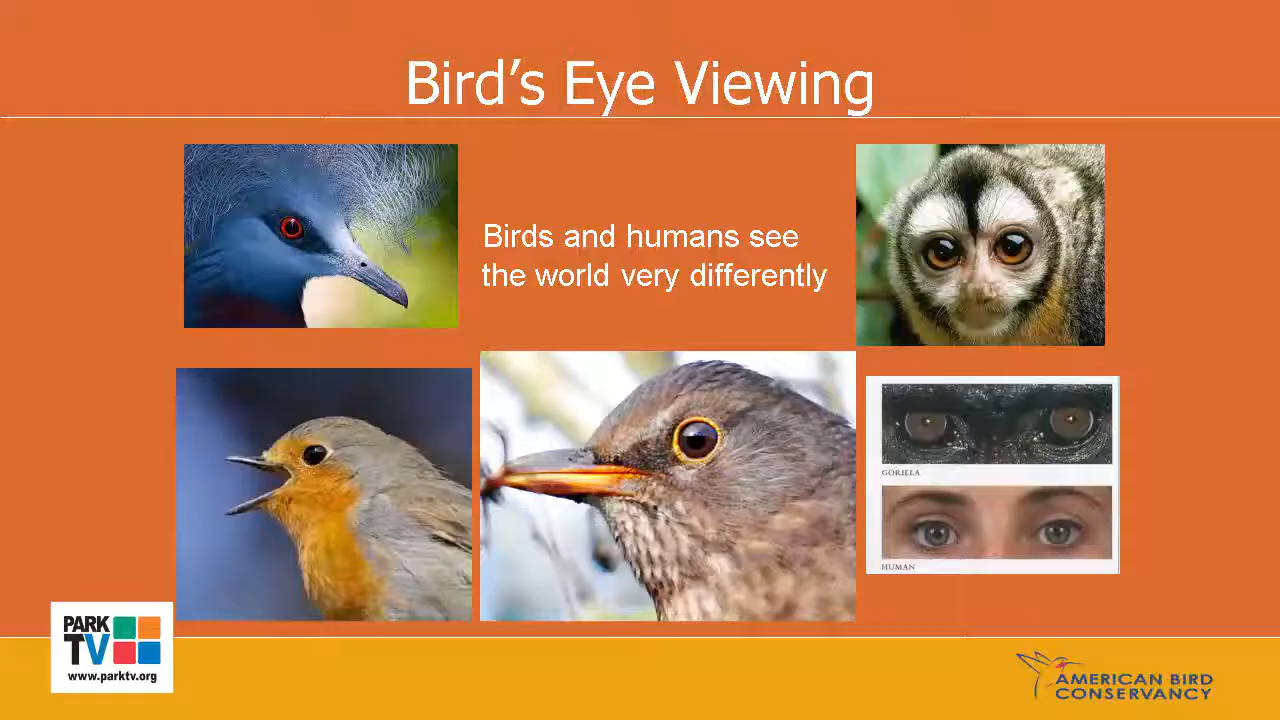 Bird's Eye Viewing
Birds and humans see
the world very differently
GORILLA
HUMAN
PARK
TV
www.parktv.org
AMERICAN BIRD
CONSERVANCY